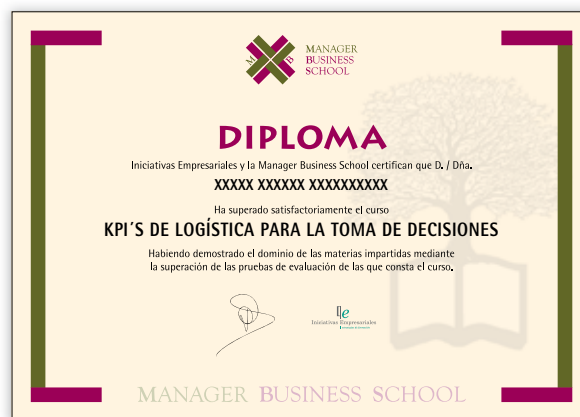 M B B S
MANAGER
BUSINESS
SCHOOL
DIPLOMA
Iniciativas Empresariales y la Manager Business School certifican que D. / Dña.
XXXXX XXXXXX XXXXXXXXXX
Ha superado satisfactoriamente el curso
KPI´S DE LOGÍSTICA PARA LA TOMA DE DECISIONES
Habiendo demostrado el dominio de las materias impartidas mediante
la superación de las pruebas de evaluación de las que consta el curso.
Iniciativas Empresariales
MANAGER BUSINESS SCHOOL